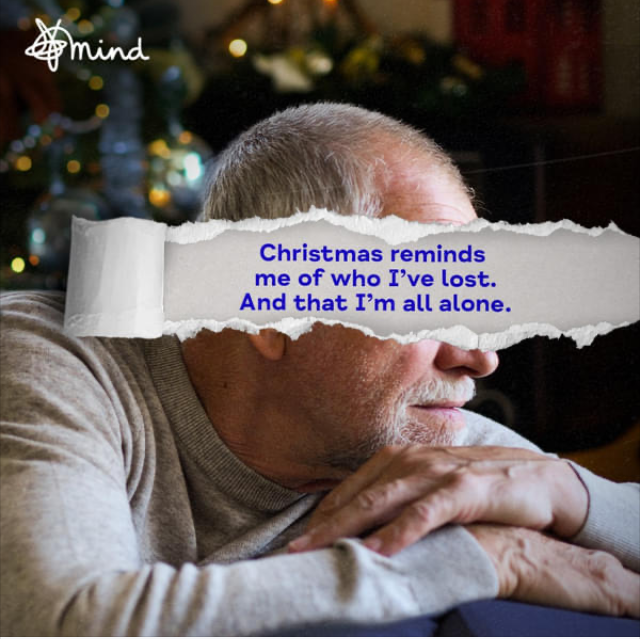 mind
Christmas reminds
me of who I've lost.
And that I'm all alone.